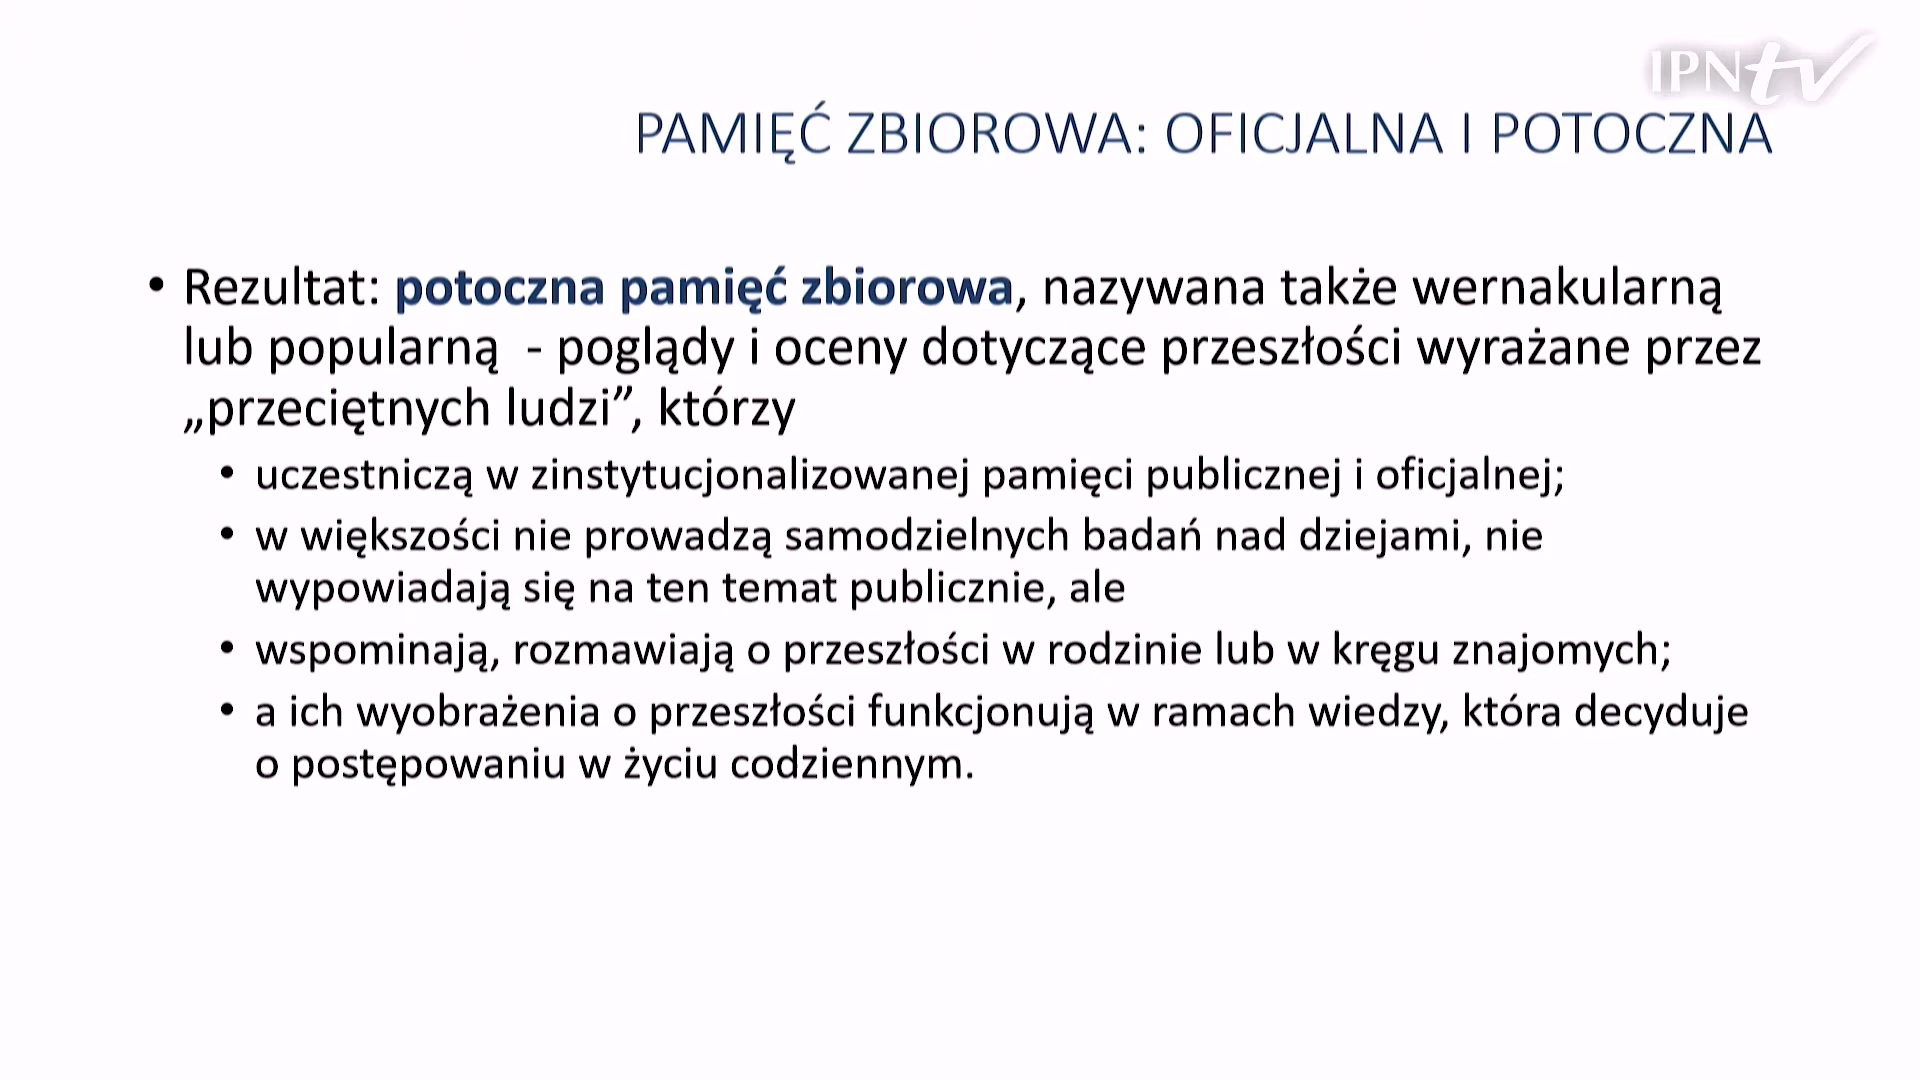 IPNtv
PAMIĘĆ ZBIOROWA: OFICJALNA I POTOCZNA
• Rezultat: potoczna pamięć zbiorowa, nazywana także wernakularną
lub popularną - poglądy i oceny dotyczące przeszłości wyrażane przez
„przeciętnych ludzi”, którzy
• uczestniczą w zinstytucjonalizowanej pamięci publicznej i oficjalnej;
• w większości nie prowadzą samodzielnych badań nad dziejami, nie
wypowiadają się na ten temat publicznie, ale
• wspominają, rozmawiają o przeszłości w rodzinie lub w kręgu znajomych;
• a ich wyobrażenia o przeszłości funkcjonują w ramach wiedzy, która decyduje
o postępowaniu w życiu codziennym.